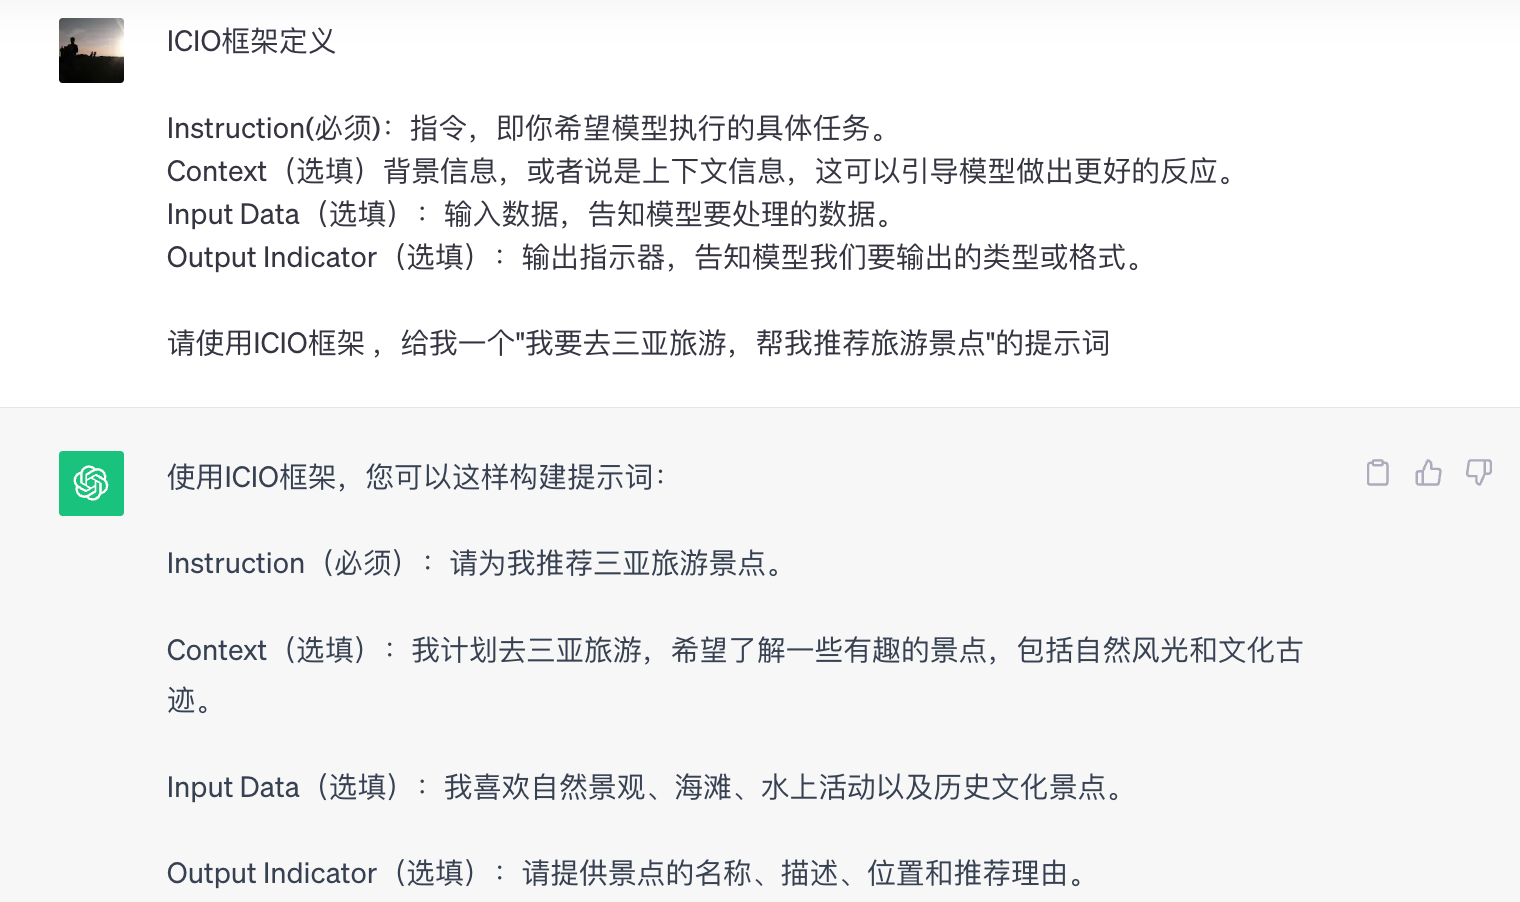 ICIO框架定义
Instruction(必须)：指令，即你希望模型执行的具体任务。
Context（选填）背景信息，或者说是上下文信息，这可以引导模型做出更好的反应。
Input Data（选填）：输入数据，告知模型要处理的数据。
Output Indicator（选填）：输出指示器，告知模型我们要输出的类型或格式。
请使用ICIO框架 ，给我一个"我要去三亚旅游，帮我推荐旅游景点"的提示词
使用ICIO框架，您可以这样构建提示词：
Instruction（必须）：请为我推荐三亚旅游景点。
Context（选填）：我计划去三亚旅游，希望了解一些有趣的景点，包括自然风光和文化古
迹。
Input Data（选填）：我喜欢自然景观、海滩、水上活动以及历史文化景点。
Output Indicator（选填）：请提供景点的名称、描述、位置和推荐理由。